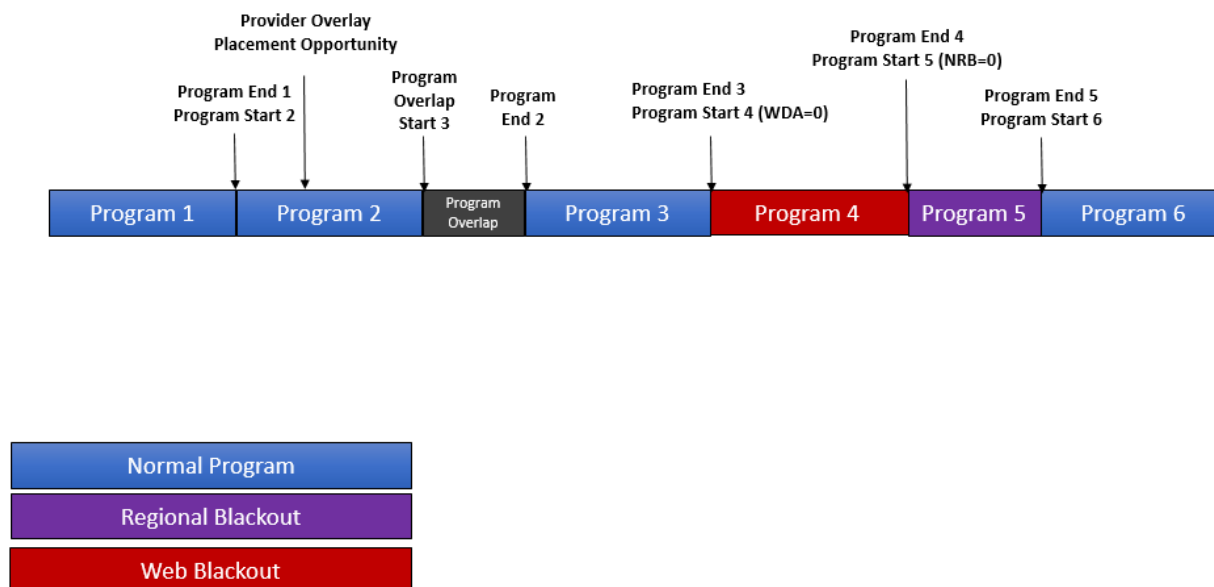 Provider Overlay
Placement Opportunity
Program End 1
Program Start 2
Program
Overlap
Start 3
Program
End 2
Program End 3
Program Start 4 (WDA=0)
Program End 4
Program Start 5 (NRB=0)
Program End 5
Program Start 6
Program 1
Program 2
Program
Overlap
Program 3
Program 4
Program 5
Program 6
Normal Program
Regional Blackout
Web Blackout